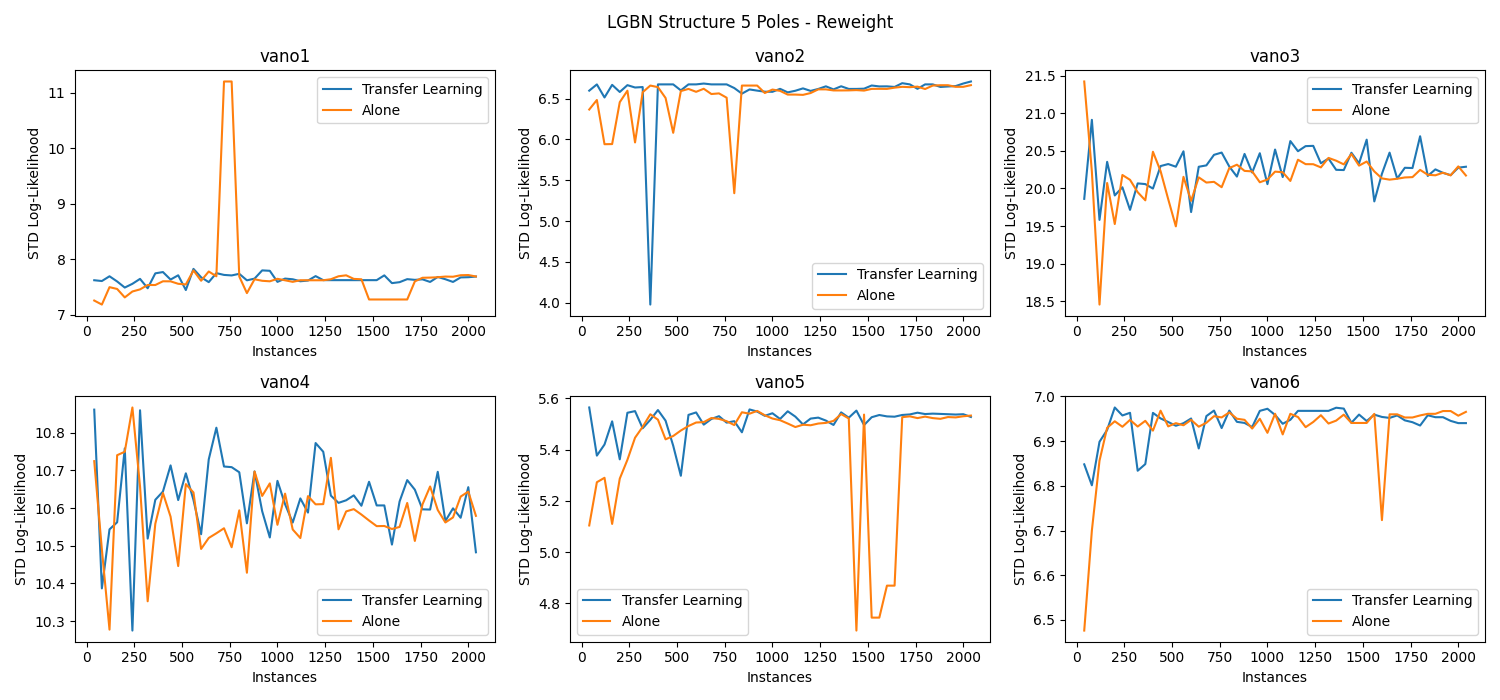 LGBN Structure 5 Poles - Reweight
vano1
STD Log-Likelihood
11
10
9
8
7
0 250 500 750 1000 1250 1500 1750 2000
Instances
Transfer Learning
Alone
vano2
STD Log-Likelihood
6.5
6.0
5.5
5.0
4.5
4.0
0 250 500 750 1000 1250 1500 1750 2000
Instances
Transfer Learning
Alone
vano3
STD Log-Likelihood
21.5
21.0
20.5
20.0
19.5
19.0
18.5
0 250 500 750 1000 1250 1500 1750 2000
Instances
Transfer Learning
Alone
vano4
STD Log-Likelihood
10.8
10.7
10.6
10.5
10.4
10.3
0 250 500 750 1000 1250 1500 1750 2000
Instances
Transfer Learning
Alone
vano5
STD Log-Likelihood
5.6
5.4
5.2
5.0
4.8
0 250 500 750 1000 1250 1500 1750 2000
Instances
Transfer Learning
Alone
vano6
STD Log-Likelihood
7.0
6.9
6.8
6.7
6.6
6.5
0 250 500 750 1000 1250 1500 1750 2000
Instances
Transfer Learning
Alone